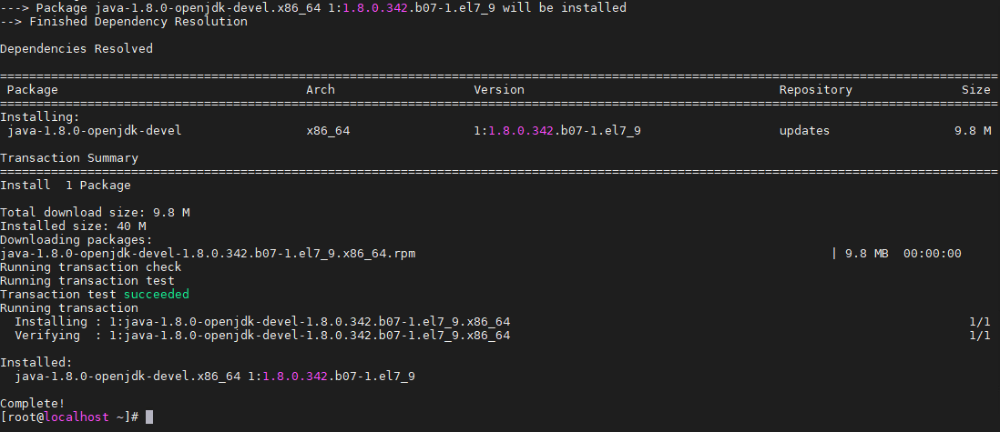 ---> Package java-1.8.0-openjdk-devel.x86_64 1:1.8.0.342.b07-1.el7_9 will be installed
--> Finished Dependency Resolution
Dependencies Resolved
================================================================================================================================================
Package Arch Version Repository Size
================================================================================================================================================
Installing:
java-1.8.0-openjdk-devel x86_64 1:1.8.0.342.b07-1.el7_9 updates 9.8 M
Transaction Summary
================================================================================================================================================
Install 1 Package
Total download size: 9.8 M
Installed size: 40 M
Downloading packages:
java-1.8.0-openjdk-devel-1.8.0.342.b07-1.el7_9.x86_64.rpm | 9.8 MB 00:00:00
Running transaction check
Running transaction test
Transaction test succeeded
Running transaction
Installing : 1:java-1.8.0-openjdk-devel-1.8.0.342.b07-1.el7_9.x86_64 1/1
Verifying : 1:java-1.8.0-openjdk-devel-1.8.0.342.b07-1.el7_9.x86_64 1/1
Installed:
java-1.8.0-openjdk-devel.x86_64 1:1.8.0.342.b07-1.el7_9
Complete!
[root@localhost ~]#